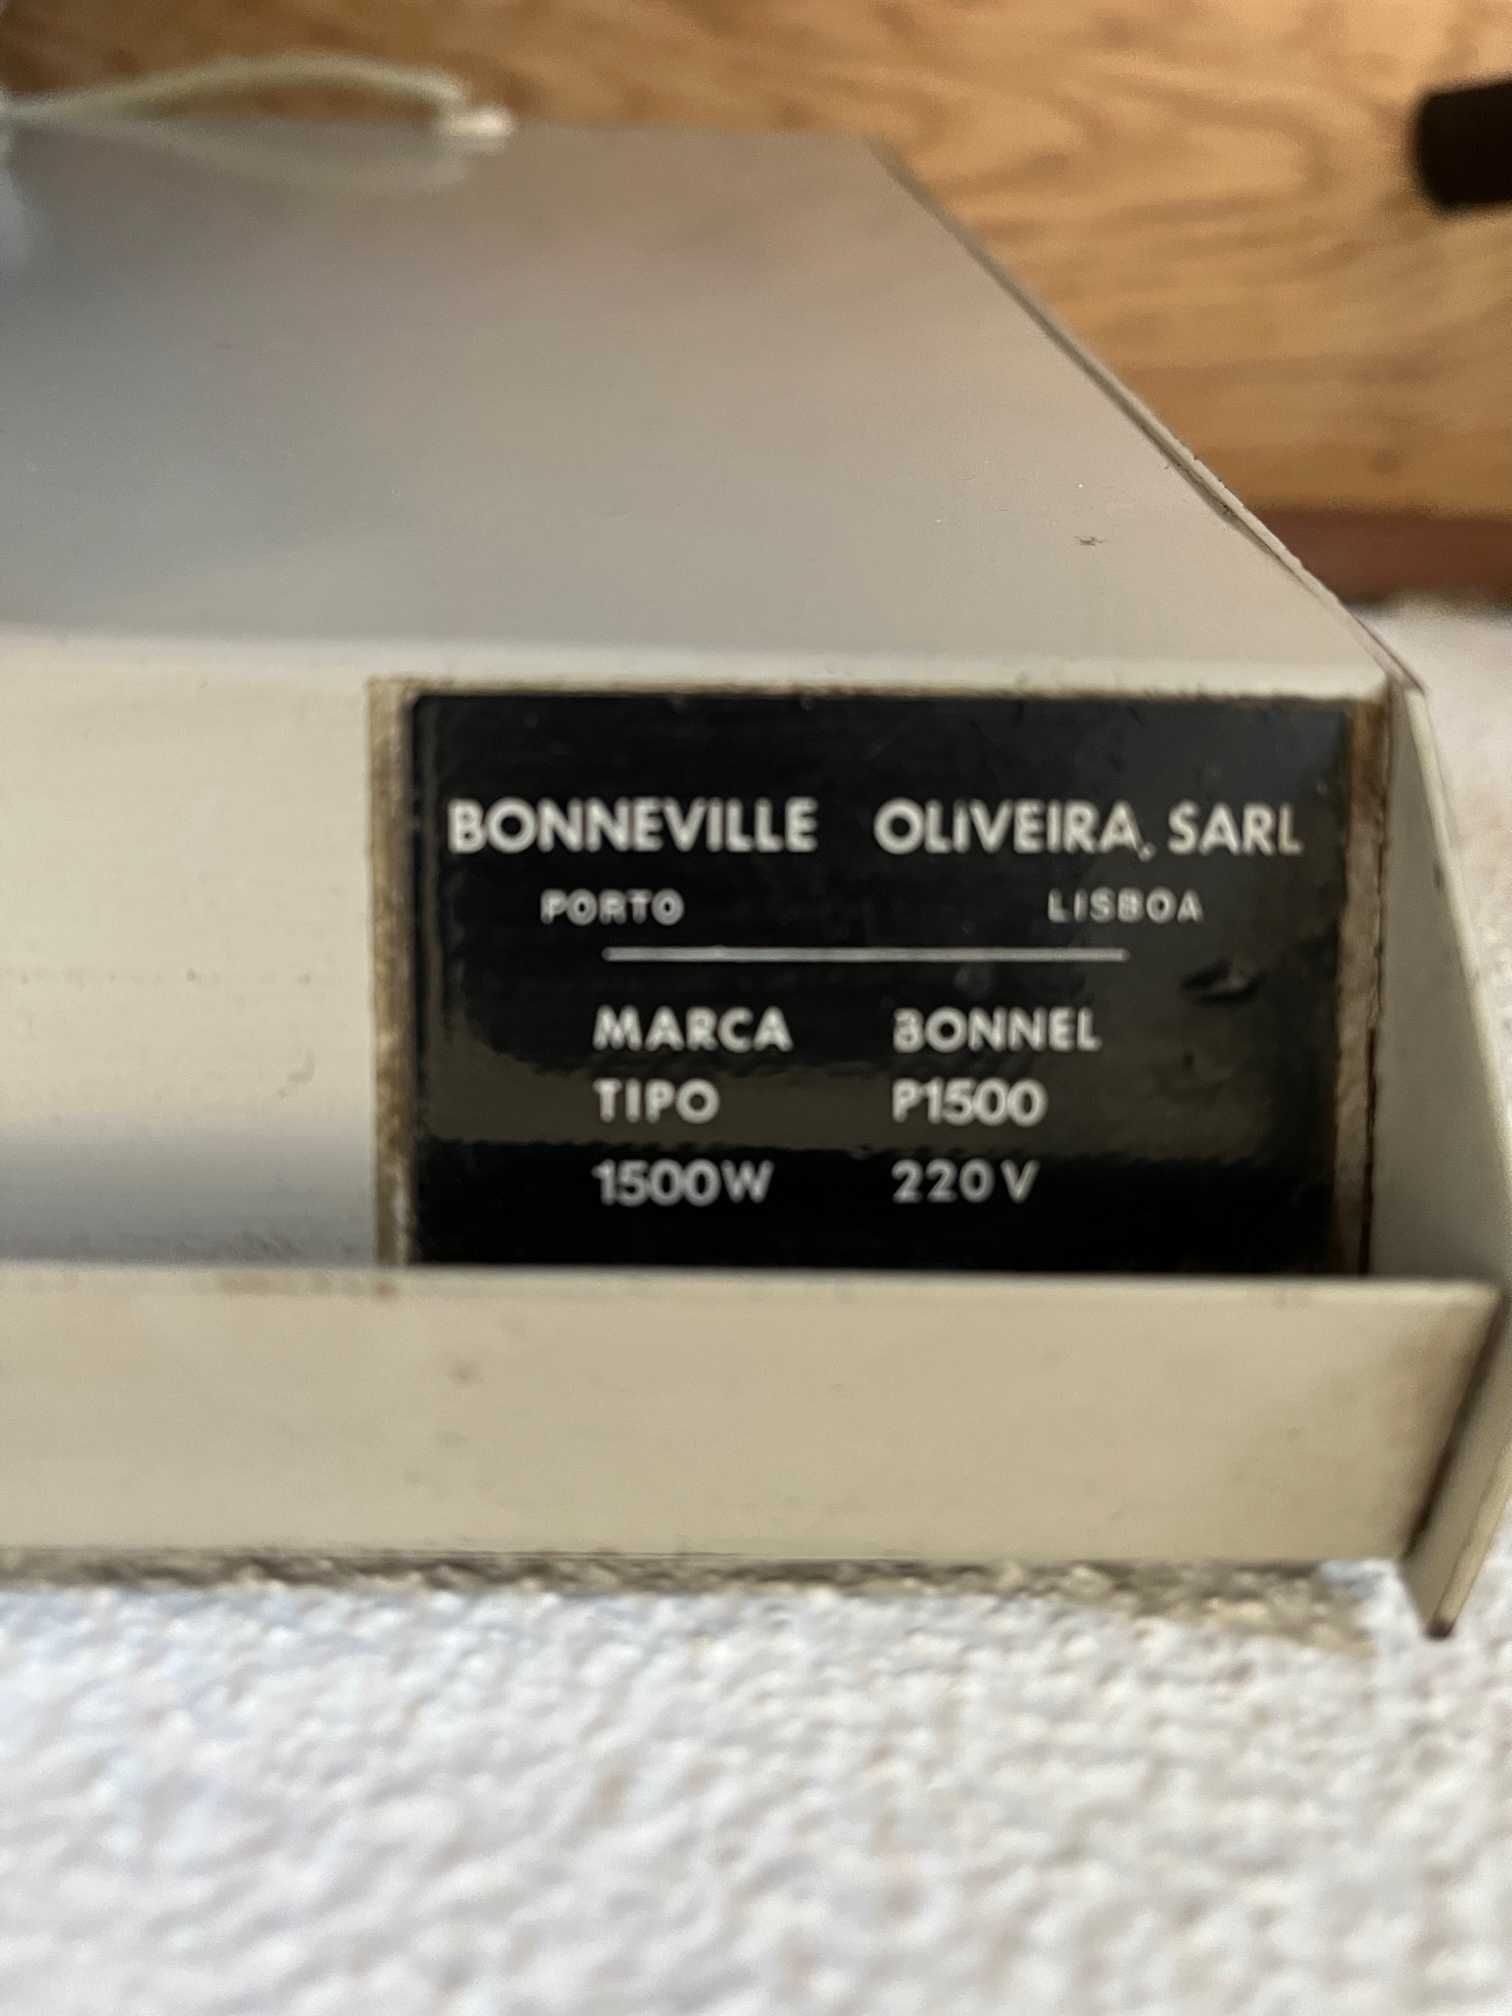 BONNEVILLE OLIVEIRA, SARL
PORTO LISBOA
MARCA BONNEL
TIPO P1500
1500W 220V